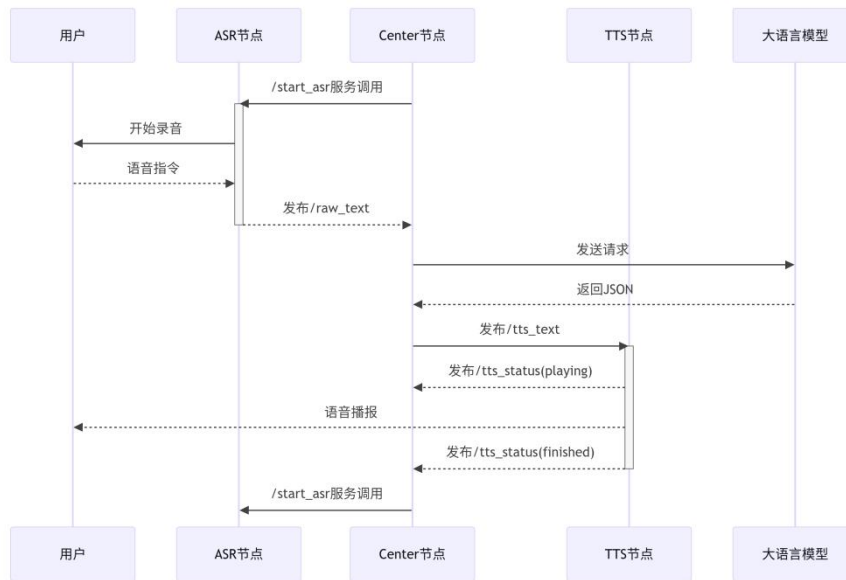 用户
ASR节点
Center节点
TTS节点
大语言模型
/start_asr服务调用
开始录音
语音指令
发布/raw_text
发送请求
返回JSON
发布/tts_text
发布/tts_status(playing)
语音播报
发布/tts_status(finished)
/start_asr服务调用
用户
ASR节点
Center节点
TTS节点
大语言模型